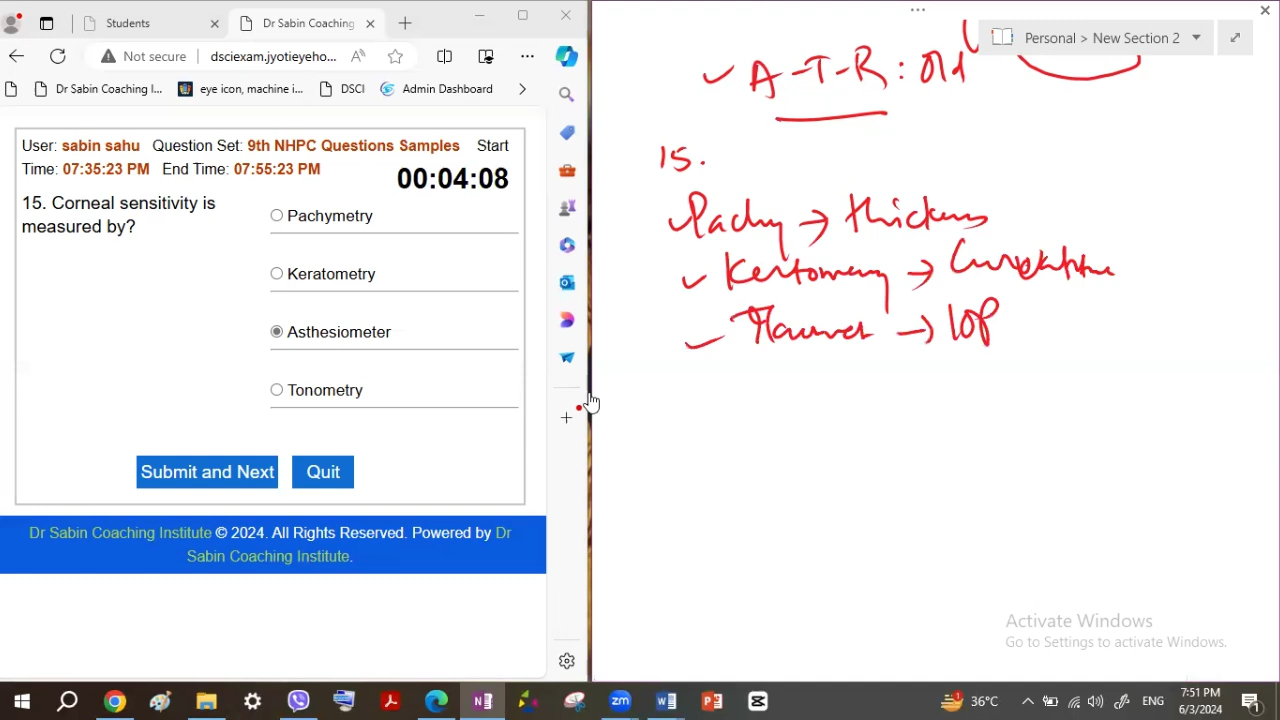 Students
Dr Sabin Coaching
Not secure
dsciexam.jyotieyeho...
Dr Sabin Coaching I...
eye icon, machine i...
DSCI
Admin Dashboard
User: sabin sahu Question Set: 9th NHPC Questions Samples Start
Time: 07:35:23 PM End Time: 07:55:23 PM
00:04:08
15. Corneal sensitivity is
measured by?
Pachymetry
Keratometry
Asthesiometer
Tonometry
Submit and Next
Quit
Dr Sabin Coaching Institute © 2024. All Rights Reserved. Powered by Dr
Sabin Coaching Institute.
Personal > New Section 2
A-T-R : Old
15.
Pachy → thickness
→
→ IOP
Activate Windows
Go to Settings to activate Windows.
36°C
ENG
7:51 PM
6/3/2024